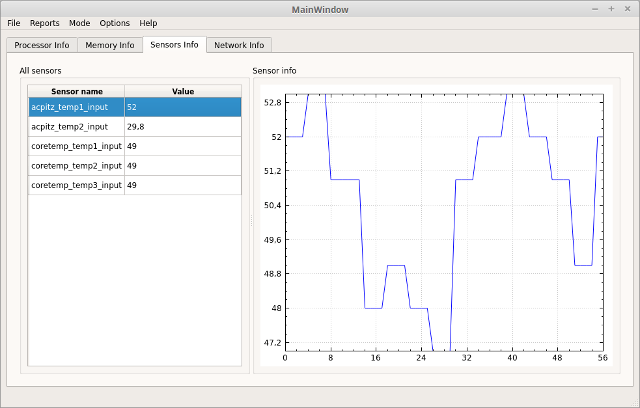 MainWindow
File Reports Mode Options Help
Processor Info Memory Info Sensors Info Network Info
All sensors
Sensor name Value
acpitz_temp1_input 52
acpitz_temp2_input 29,8
coretemp_temp1_input 49
coretemp_temp2_input 49
coretemp_temp3_input 49
Sensor info
52,8
52
51,2
50,4
49,6
48,8
48
47,2
0 8 16 24 32 40 48 56